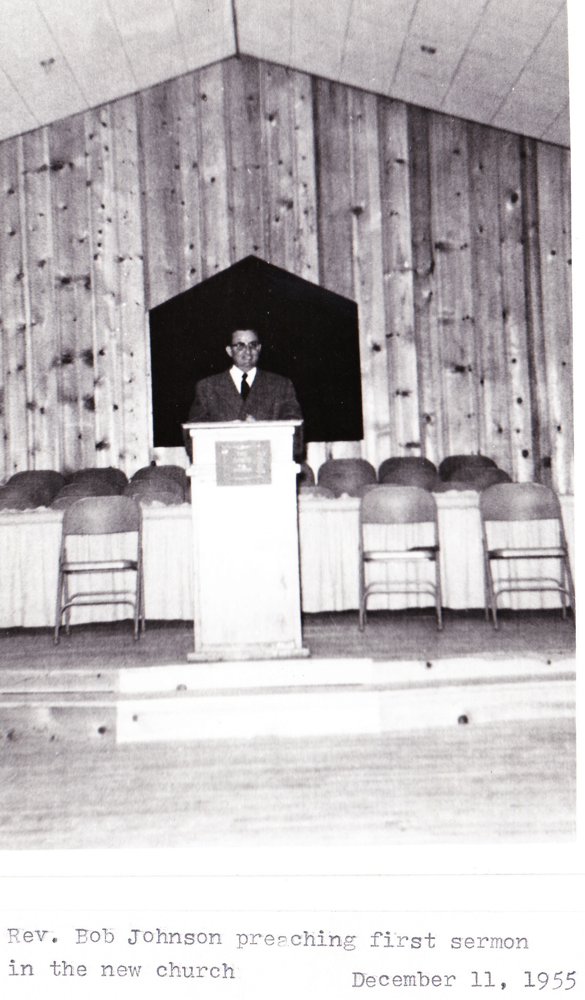 Rev. Bob Johnson preaching first sermon
in the new church
December 11, 1955